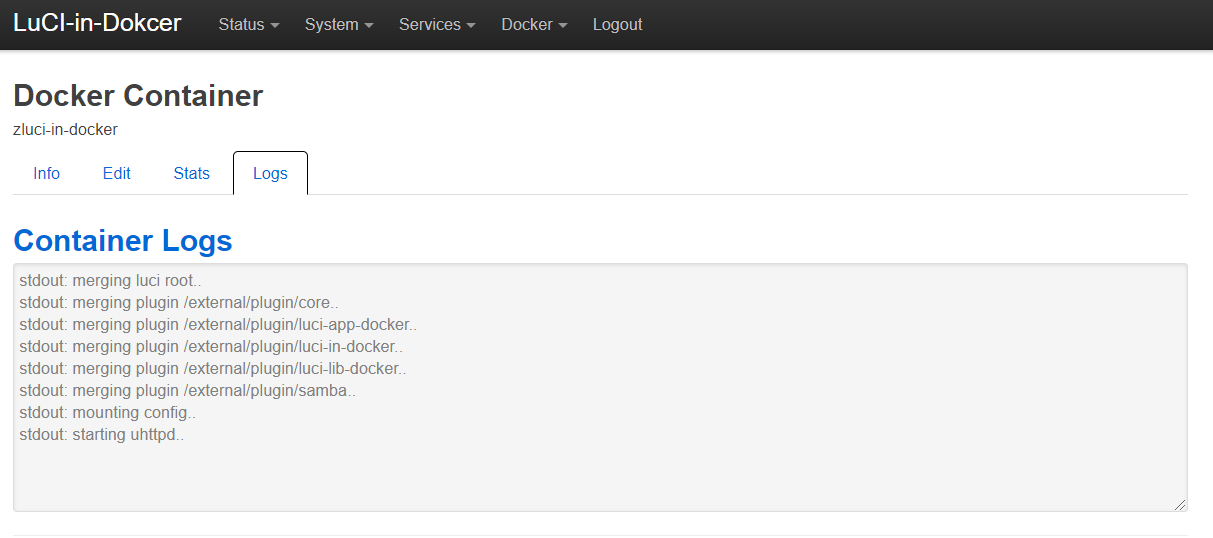 LuCI-in-Dokcer Status System Services Docker Logout
Docker Container
zluci-in-docker
Info Edit Stats Logs
Container Logs
stdout: merging luci root..
stdout: merging plugin /external/plugin/core..
stdout: merging plugin /external/plugin/luci-app-docker..
stdout: merging plugin /external/plugin/luci-in-docker..
stdout: merging plugin /external/plugin/luci-lib-docker..
stdout: merging plugin /external/plugin/samba..
stdout: mounting config..
stdout: starting uhttpd..